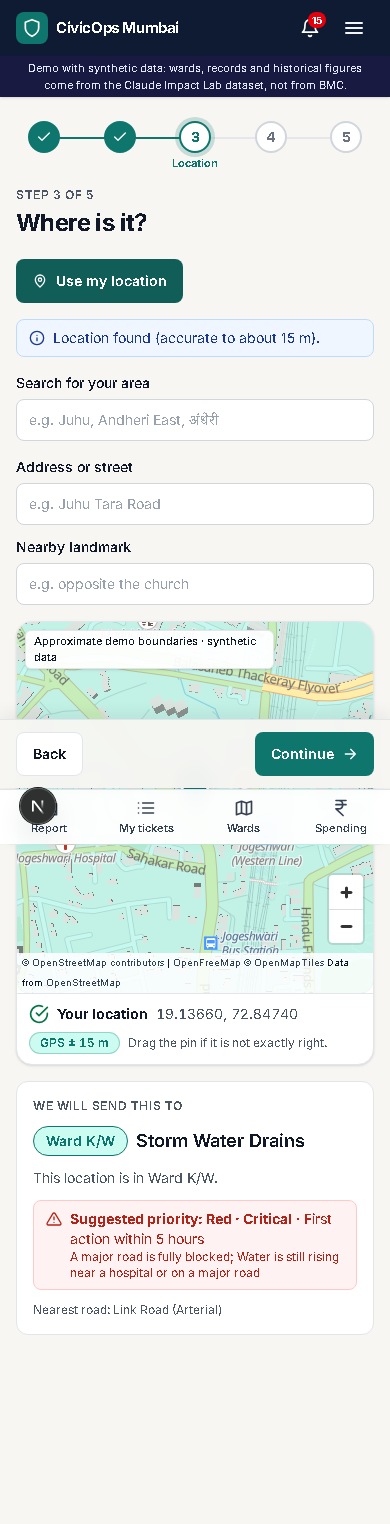 CivicOps Mumbai
15
Demo with synthetic data: wards, records and historical figures
come from the Claude Impact Lab dataset, not from BMC.
3
4
5
Location
STEP 3 OF 5
Where is it?
Use my location
Location found (accurate to about 15 m).
Search for your area
e.g. Juhu, Andheri East, अंधेरी
Address or street
e.g. Juhu Tara Road
Nearby landmark
e.g. opposite the church
Approximate demo boundaries · synthetic
data
Thackeray Flyover
Road
Back
Continue
N
Report
My tickets
Wards
Spending
Jogeshwari
(Western Line)
Hospital
Sahakar Road
Jogeshwari
Bus Station
+
−
© OpenStreetMap contributors | OpenFreeMap © OpenMapTiles Data
from OpenStreetMap
Your location 19.13660, 72.84740
GPS ± 15 m
Drag the pin if it is not exactly right.
WE WILL SEND THIS TO
Ward K/W
Storm Water Drains
This location is in Ward K/W.
Suggested priority: Red · Critical · First
action within 5 hours
A major road is fully blocked; Water is still rising
near a hospital or on a major road
Nearest road: Link Road (Arterial)